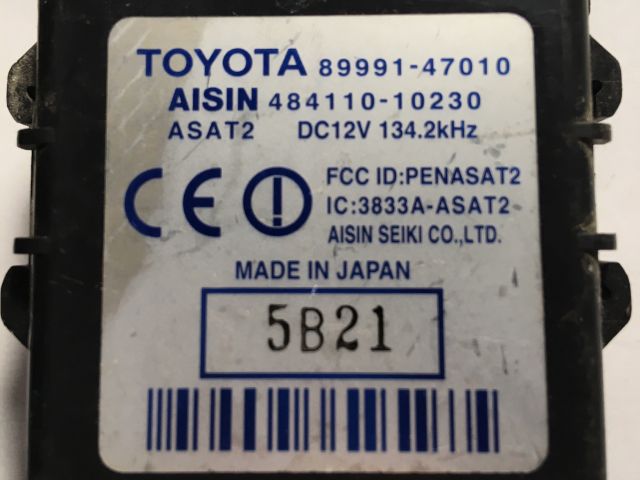 TOYOTA 89991-47010
AISIN 484110-10230
ASAT2 DC12V 134.2kHz
CE FCC ID:PENASAT2
IC:3833A-ASAT2
AISIN SEIKI CO.,LTD.
MADE IN JAPAN
5B21